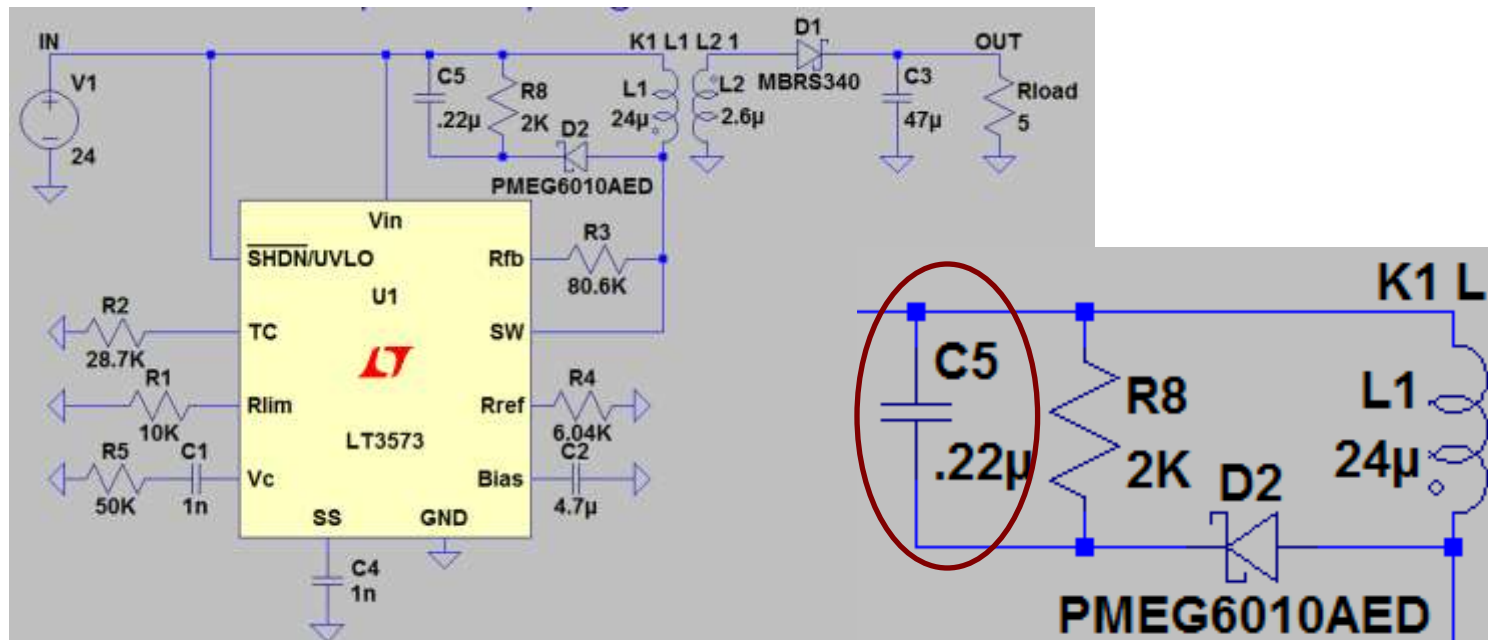 IN
K1 L1 L2 1
D1
OUT
V1
C5
R8
L1
L2
MBRS340
C3
Rload
.22µ
2K
D2
24µ
2.6µ
47µ
5
24
PMEG6010AED
Vin
SHDN/UVLO
Rfb
R3
80.6K
U1
R2
TC
SW
28.7K
R1
Rlim
Rref
R4
10K
6.04K
LT3573
R5
C1
Vc
Bias
C2
50K
1n
4.7µ
SS
GND
C4
1n
K1 L
C5
R8
L1
.22µ
2K
24µ
D2
PMEG6010AED